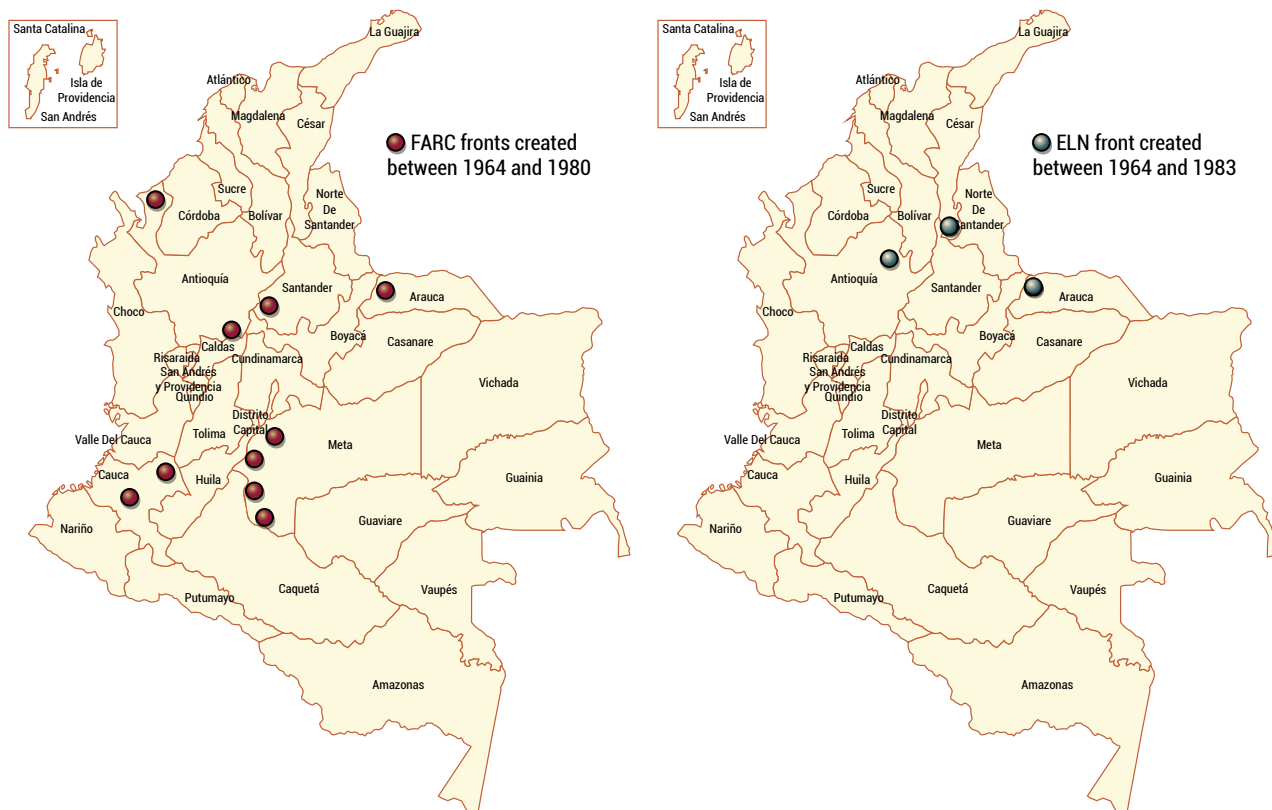 Santa Catalina
Isla de
Providencia
San Andrés
La Guajira
Atlántico
Magdalena
César
FARC fronts created
between 1964 and 1980
Sucre
Norte
De
Santander
Córdoba
Bolívar
Antioquía
Santander
Arauca
Choco
Boyacá
Casanare
Caldas
Risaraida
Cundinamarca
San Andrés
y Providencia
Quindio
Vichada
Distrito
Capital
Valle Del Cauca
Tolima
Meta
Cauca
Huila
Guainia
Nariño
Guaviare
Caquetá
Vaupés
Putumayo
Amazonas
Santa Catalina
Isla de
Providencia
San Andrés
La Guajira
Atlántico
Magdalena
César
ELN front created
between 1964 and 1983
Sucre
Norte
De
Santander
Córdoba
Bolívar
Antioquía
Santander
Arauca
Choco
Boyacá
Casanare
Caldas
Risaraida
Cundinamarca
San Andrés
y Providencia
Quindio
Vichada
Distrito
Capital
Valle Del Cauca
Tolima
Meta
Cauca
Huila
Guainia
Nariño
Guaviare
Caquetá
Vaupés
Putumayo
Amazonas